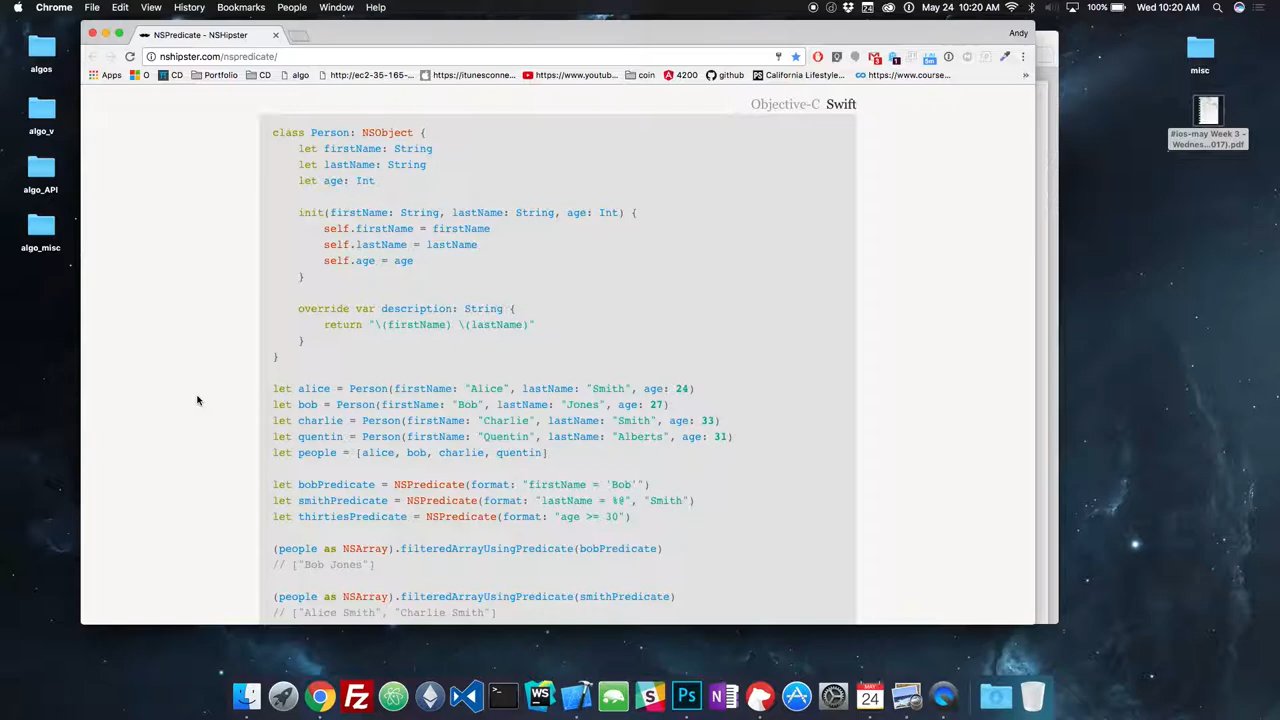 Chrome File Edit View History Bookmarks People Window Help
100% May 24 10:20 AM Wed 10:20 AM
NSPredicate - NSHipster
Andy
nshipster.com/nspredicate/
Apps O CD Portfolio CD algo http://ec2-35-165-... https://itunesconne... https://www.youtub... coin 4200 github California Lifestyle... https://www.course... »
Objective-C Swift
class Person: NSObject {
let firstName: String
let lastName: String
let age: Int
init(firstName: String, lastName: String, age: Int) {
self.firstName = firstName
self.lastName = lastName
self.age = age
}
override var description: String {
return "\(firstName) \(lastName)"
}
}
let alice = Person(firstName: "Alice", lastName: "Smith", age: 24)
let bob = Person(firstName: "Bob", lastName: "Jones", age: 27)
let charlie = Person(firstName: "Charlie", lastName: "Smith", age: 33)
let quentin = Person(firstName: "Quentin", lastName: "Alberts", age: 31)
let people = [alice, bob, charlie, quentin]
let bobPredicate = NSPredicate(format: "firstName = 'Bob'")
let smithPredicate = NSPredicate(format: "lastName = %@", "Smith")
let thirtiesPredicate = NSPredicate(format: "age >= 30")
(people as NSArray).filteredArrayUsingPredicate(bobPredicate)
// ["Bob Jones"]
(people as NSArray).filteredArrayUsingPredicate(smithPredicate)
// ["Alice Smith", "Charlie Smith"]
algos
algo_v
algo_API
algo_misc
misc
#ios-may Week 3 -
Wednes...017).pdf